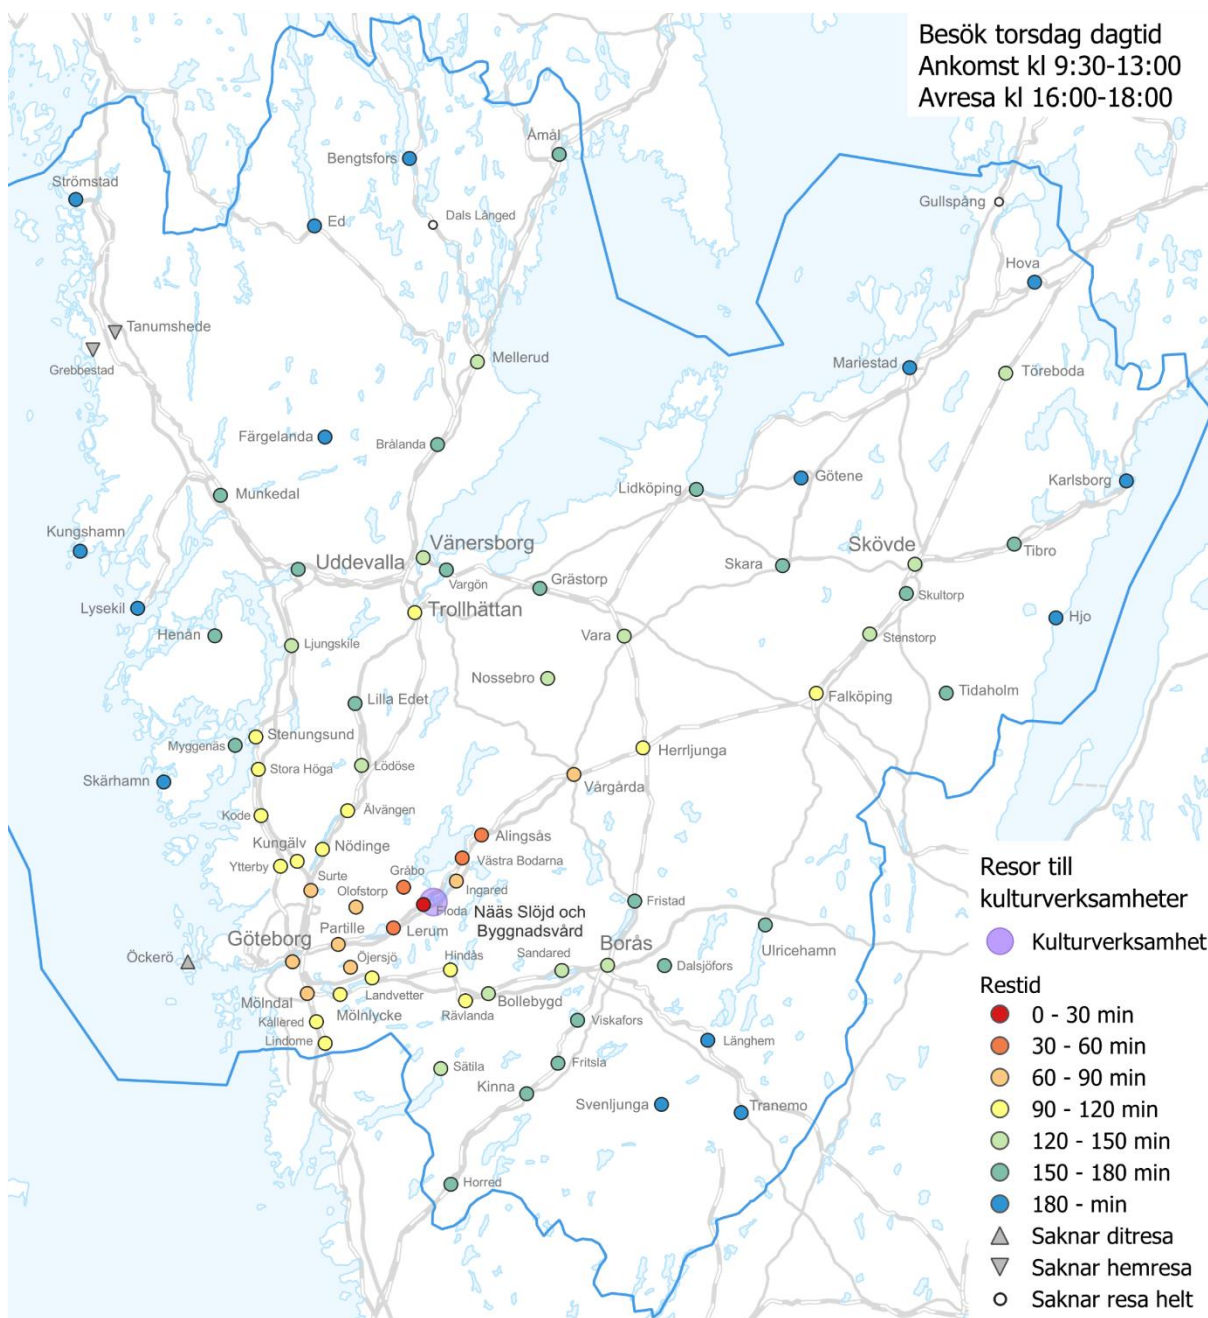 Besök torsdag dagtid
Ankomst kl 9:30-13:00
Avresa kl 16:00-18:00
Åmål
Bengtsfors
Strömstad
Ed
Dals Långed
Gullspång
Hova
Tanumshede
Grebbestad
Mellerud
Mariestad
Töreboda
Färgelanda
Brålanda
Munkedal
Lidköping
Götene
Karlsborg
Kungshamn
Uddevalla
Vänersborg
Vargön
Grästorp
Skara
Skövde
Tibro
Skultorp
Lysekil
Trollhättan
Hjo
Henån
Ljungskile
Vara
Stenstorp
Nossebro
Lilla Edet
Falköping
Tidaholm
Stenungsund
Myggenäs
Herrljunga
Stora Höga
Lödöse
Skärhamn
Vårgårda
Kode
Älvängen
Alingsås
Kungälv
Nödinge
Ytterby
Västra Bodarna
Surte
Gråbo
Ingared
Olofstorp
Floda
Fristad
Nääs Slöjd och
Byggnadsvård
Partille
Lerum
Göteborg
Ulricehamn
Öckerö
Öjersjö
Hindås
Sandared
Borås
Dalsjöfors
Landvetter
Mölndal
Mölnlycke
Rävlanda
Bollebygd
Kållered
Viskafors
Lindome
Länghem
Sätila
Fritsla
Kinna
Svenljunga
Tranemo
Horred
Resor till
kulturverksamheter
Kulturverksamhet
Restid
0 - 30 min
30 - 60 min
60 - 90 min
90 - 120 min
120 - 150 min
150 - 180 min
180 - min
Saknar ditresa
Saknar hemresa
Saknar resa helt